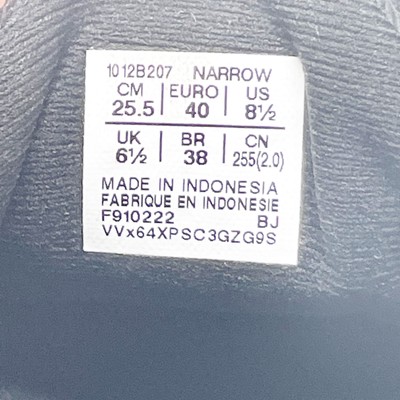 1012B207 NARROW
CM | EURO | US
25.5 | 40 | 8½
UK | BR | CN
6½ | 38 | 255(2.0)
MADE IN INDONESIA
FABRIQUE EN INDONESIE
F910222 BJ
VVx64XPSC3GZG9S